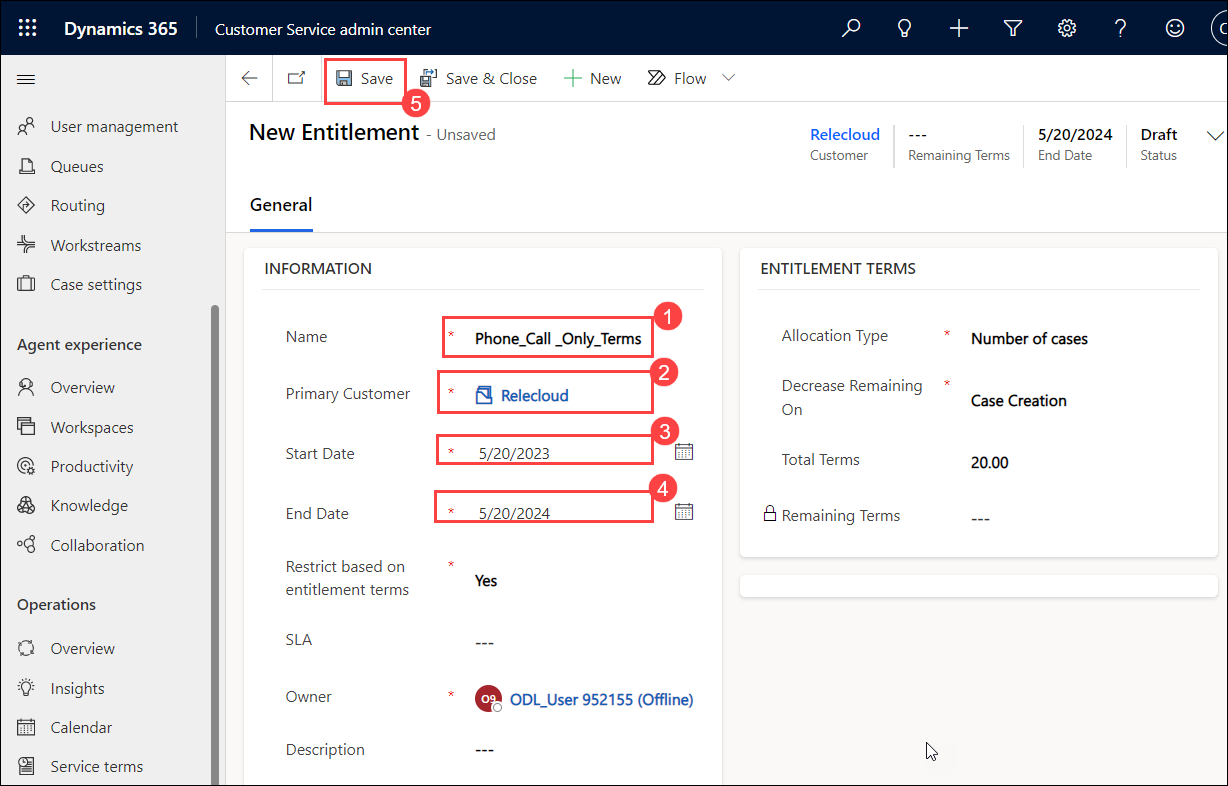 Dynamics 365 Customer Service admin center
Save
Save & Close
New
Flow
5
New Entitlement - Unsaved
Relecloud
Customer
---
Remaining Terms
5/20/2024
End Date
Draft
Status
General
User management
Queues
Routing
Workstreams
Case settings
Agent experience
Overview
Workspaces
Productivity
Knowledge
Collaboration
Operations
Overview
Insights
Calendar
Service terms
INFORMATION
Name * Phone_Call _Only_Terms
1
Primary Customer * Relecloud
2
Start Date * 5/20/2023
3
End Date * 5/20/2024
4
Restrict based on
entitlement terms
* Yes
SLA ---
Owner * O9 ODL_User 952155 (Offline)
Description ---
ENTITLEMENT TERMS
Allocation Type * Number of cases
Decrease Remaining
On
* Case Creation
Total Terms 20.00
Remaining Terms ---